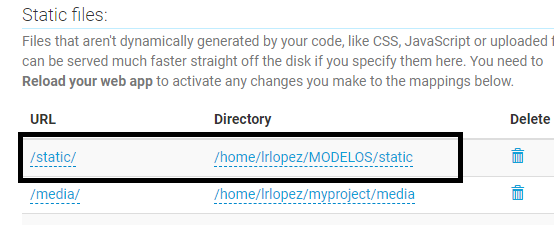 Static files:
Files that aren't dynamically generated by your code, like CSS, JavaScript or uploaded
can be served much faster straight off the disk if you specify them here. You need to
Reload your web app to activate any changes you make to the mappings below.
URL Directory Delete
/static/ /home/lrlopez/MODELOS/static
/media/ /home/lrlopez/myproject/media